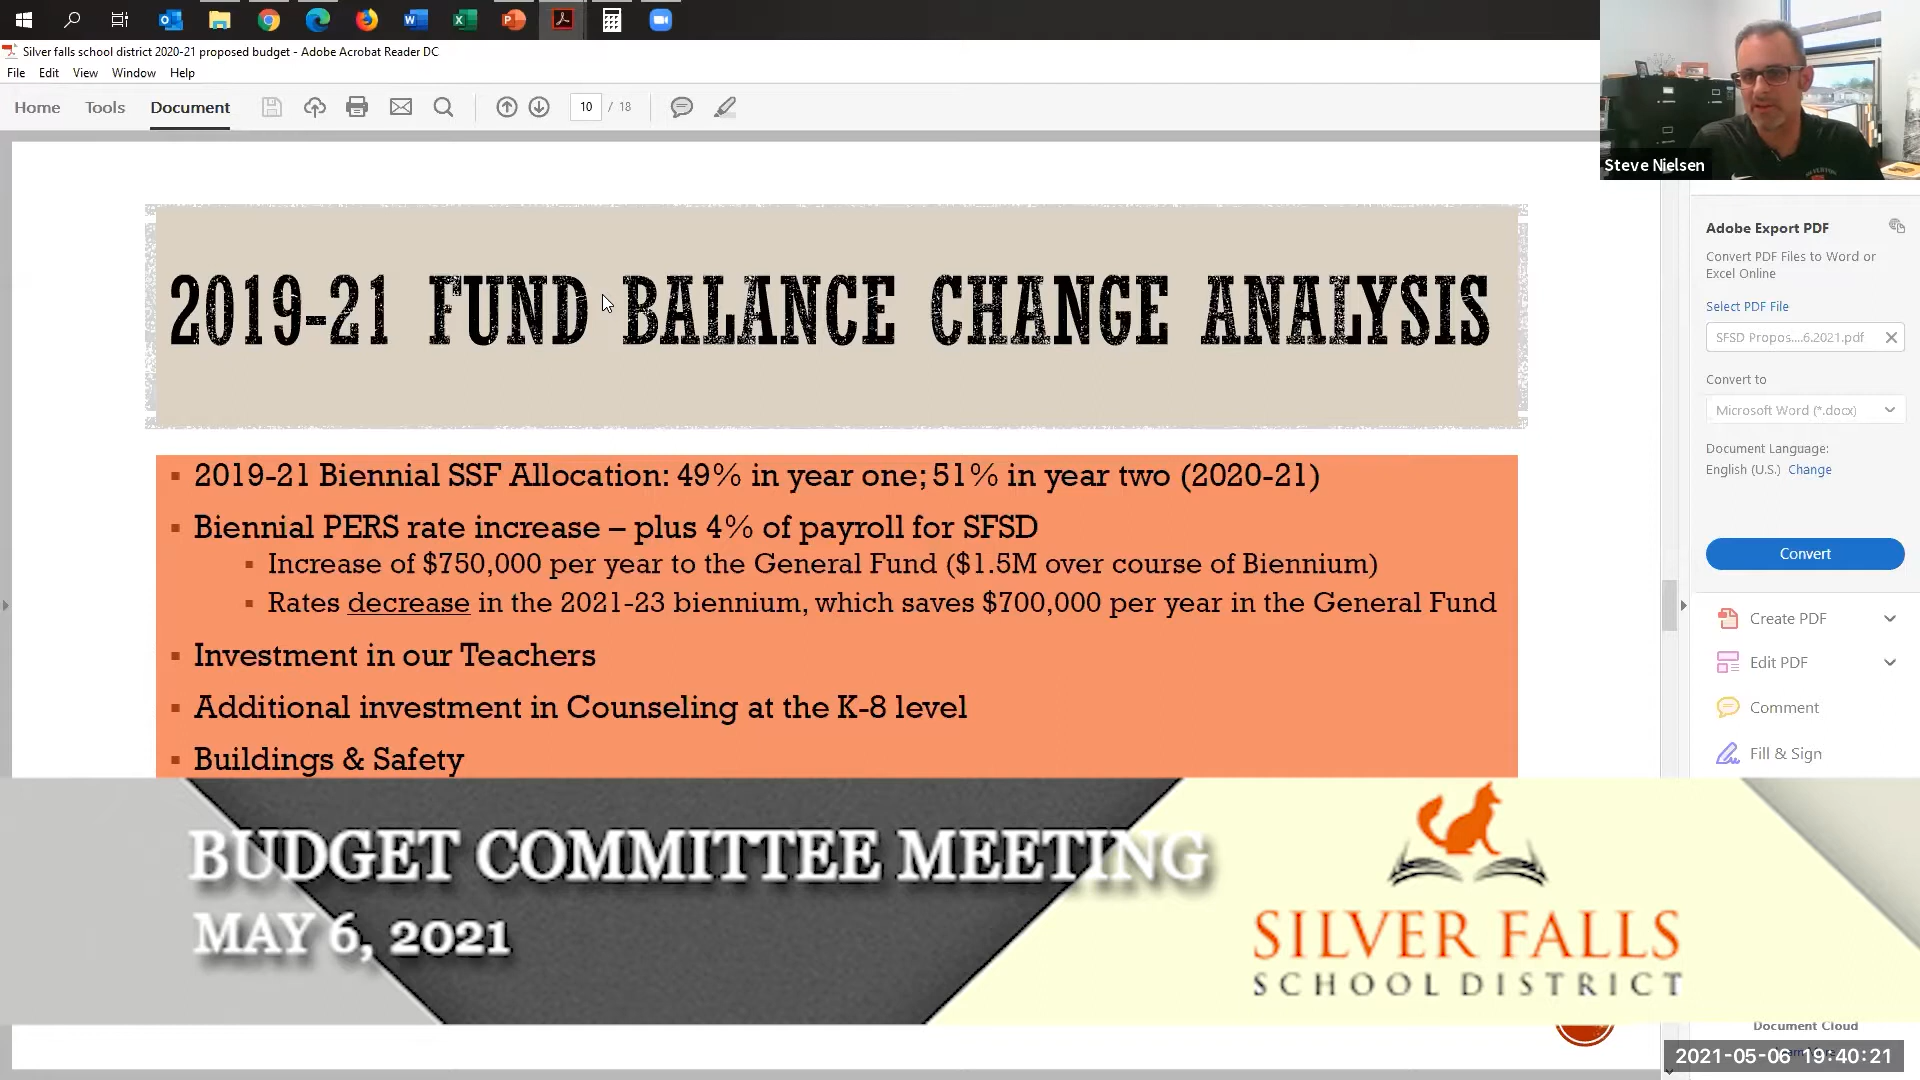 Silver falls school district 2020-21 proposed budget - Adobe Acrobat Reader DC
File Edit View Window Help
Home Tools Document 10 / 18
Steve Nielsen
2019-21 FUND BALANCE CHANGE ANALYSIS
▪ 2019-21 Biennial SSF Allocation: 49% in year one; 51% in year two (2020-21)
▪ Biennial PERS rate increase – plus 4% of payroll for SFSD
▪ Increase of $750,000 per year to the General Fund ($1.5M over course of Biennium)
▪ Rates decrease in the 2021-23 biennium, which saves $700,000 per year in the General Fund
▪ Investment in our Teachers
▪ Additional investment in Counseling at the K-8 level
▪ Buildings & Safety
Adobe Export PDF
Convert PDF Files to Word or
Excel Online
Select PDF File
SFSD Propos....6.2021.pdf
Convert to
Microsoft Word (*.docx)
Document Language:
English (U.S.) Change
Convert
Create PDF
Edit PDF
Comment
Fill & Sign
BUDGET COMMITTEE MEETING
MAY 6, 2021
SILVER FALLS
SCHOOL DISTRICT
Document Cloud
2021-05-06 19:40:21